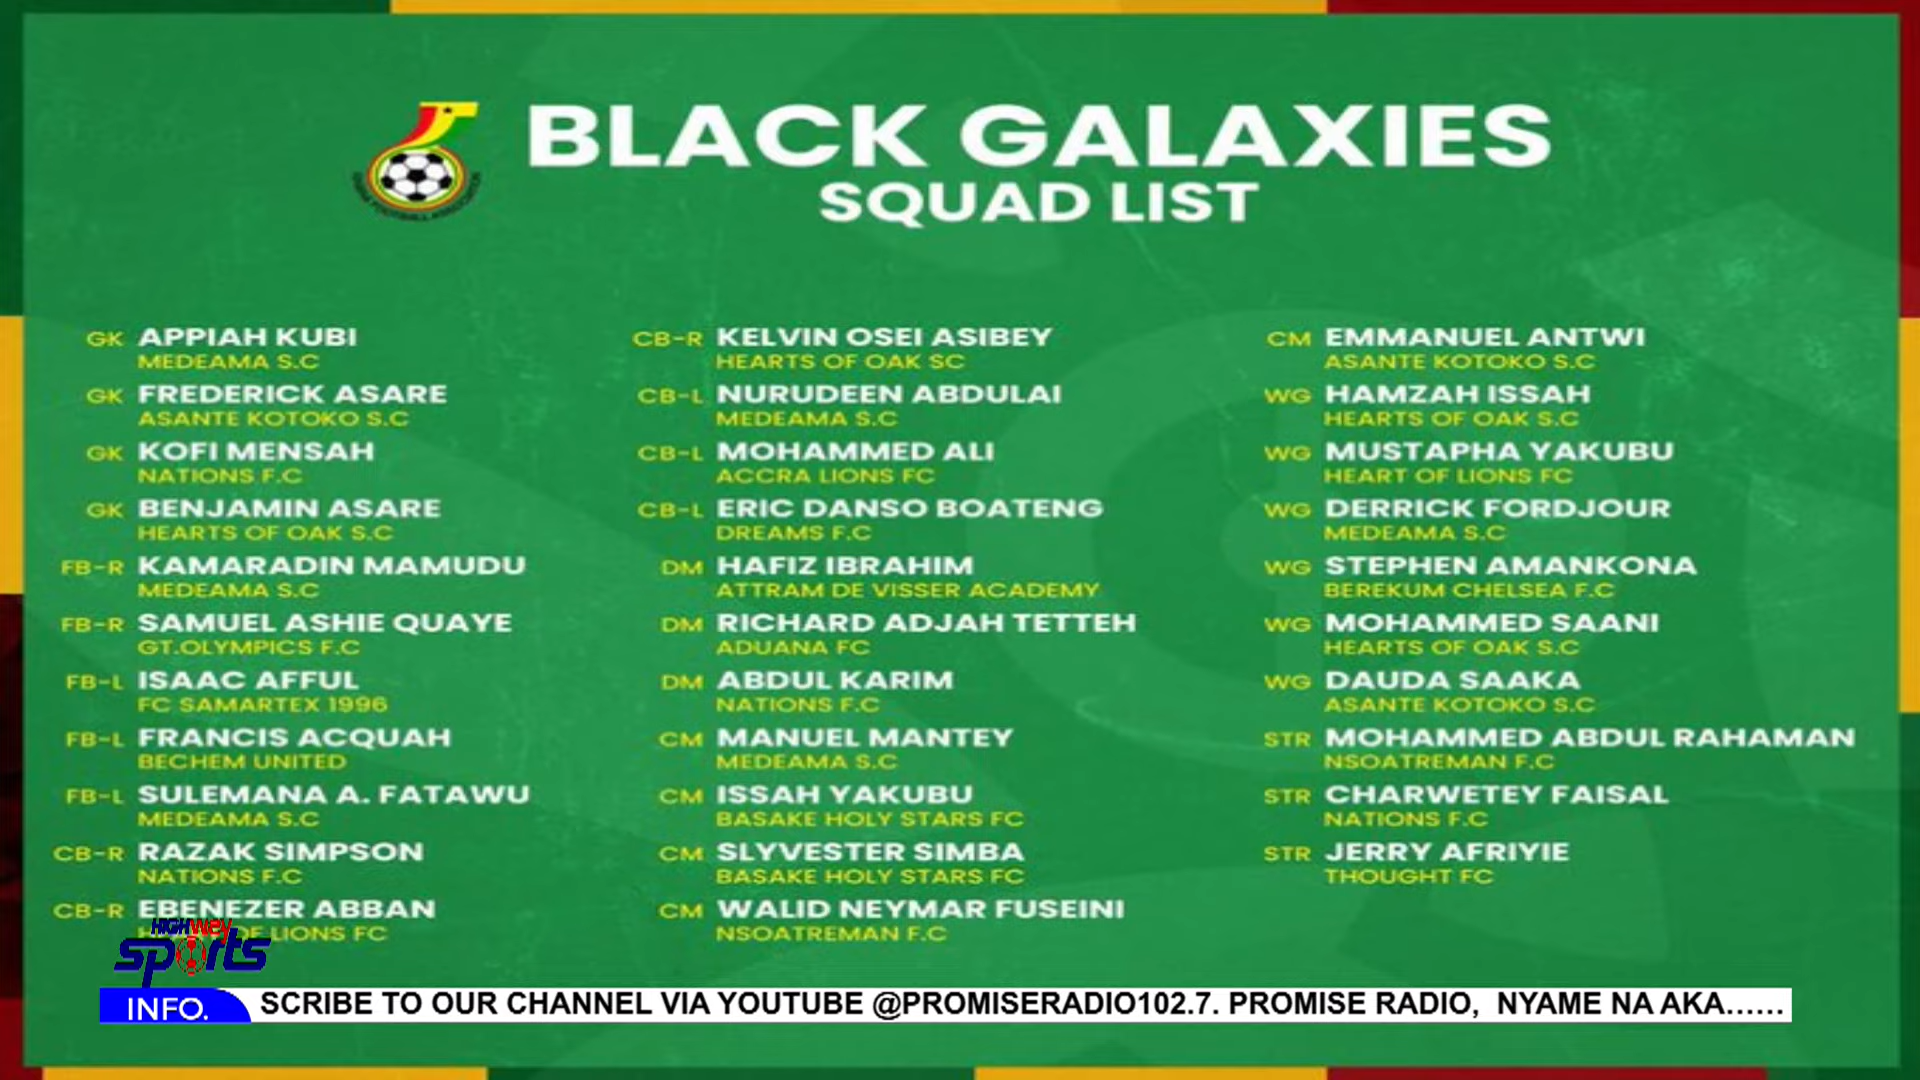 BLACK GALAXIES
SQUAD LIST
GK APPIAH KUBI
MEDEAMA S.C
GK FREDERICK ASARE
ASANTE KOTOKO S.C
GK KOFI MENSAH
NATIONS F.C
GK BENJAMIN ASARE
HEARTS OF OAK S.C
FB-R KAMARADIN MAMUDU
MEDEAMA S.C
FB-R SAMUEL ASHIE QUAYE
GT.OLYMPICS F.C
FB-L ISAAC AFFUL
FC SAMARTEX 1996
FB-L FRANCIS ACQUAH
BECHEM UNITED
FB-L SULEMANA A. FATAWU
MEDEAMA S.C
CB-R RAZAK SIMPSON
NATIONS F.C
CB-R EBENEZER ABBAN
OF LIONS FC
CB-R KELVIN OSEI ASIBEY
HEARTS OF OAK SC
CB-L NURUDEEN ABDULAI
MEDEAMA S.C
CB-L MOHAMMED ALI
ACCRA LIONS FC
CB-L ERIC DANSO BOATENG
DREAMS F.C
DM HAFIZ IBRAHIM
ATTRAM DE VISSER ACADEMY
DM RICHARD ADJAH TETTEH
ADUANA FC
DM ABDUL KARIM
NATIONS F.C
CM MANUEL MANTEY
MEDEAMA S.C
CM ISSAH YAKUBU
BASAKE HOLY STARS FC
CM SLYVESTER SIMBA
BASAKE HOLY STARS FC
CM WALID NEYMAR FUSEINI
NSOATREMAN F.C
CM EMMANUEL ANTWI
ASANTE KOTOKO S.C
WG HAMZAH ISSAH
HEARTS OF OAK S.C
WG MUSTAPHA YAKUBU
HEART OF LIONS FC
WG DERRICK FORDJOUR
MEDEAMA S.C
WG STEPHEN AMANKONA
BEREKUM CHELSEA F.C
WG MOHAMMED SAANI
HEARTS OF OAK S.C
WG DAUDA SAAKA
ASANTE KOTOKO S.C
STR MOHAMMED ABDUL RAHAMAN
NSOATREMAN F.C
STR CHARWETEY FAISAL
NATIONS F.C
STR JERRY AFRIYIE
THOUGHT FC
HIGHWey
sports
INFO. SCRIBE TO OUR CHANNEL VIA YOUTUBE @PROMISERADIO102.7. PROMISE RADIO, NYAME NA AKA......